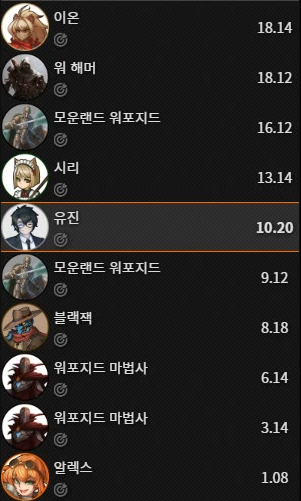 이온
18.14
워 해머
18.12
모운랜드 워포지드
16.12
시리
13.14
유진
10.20
모운랜드 워포지드
9.12
블랙잭
8.18
워포지드 마법사
6.14
워포지드 마법사
3.14
알렉스
1.08